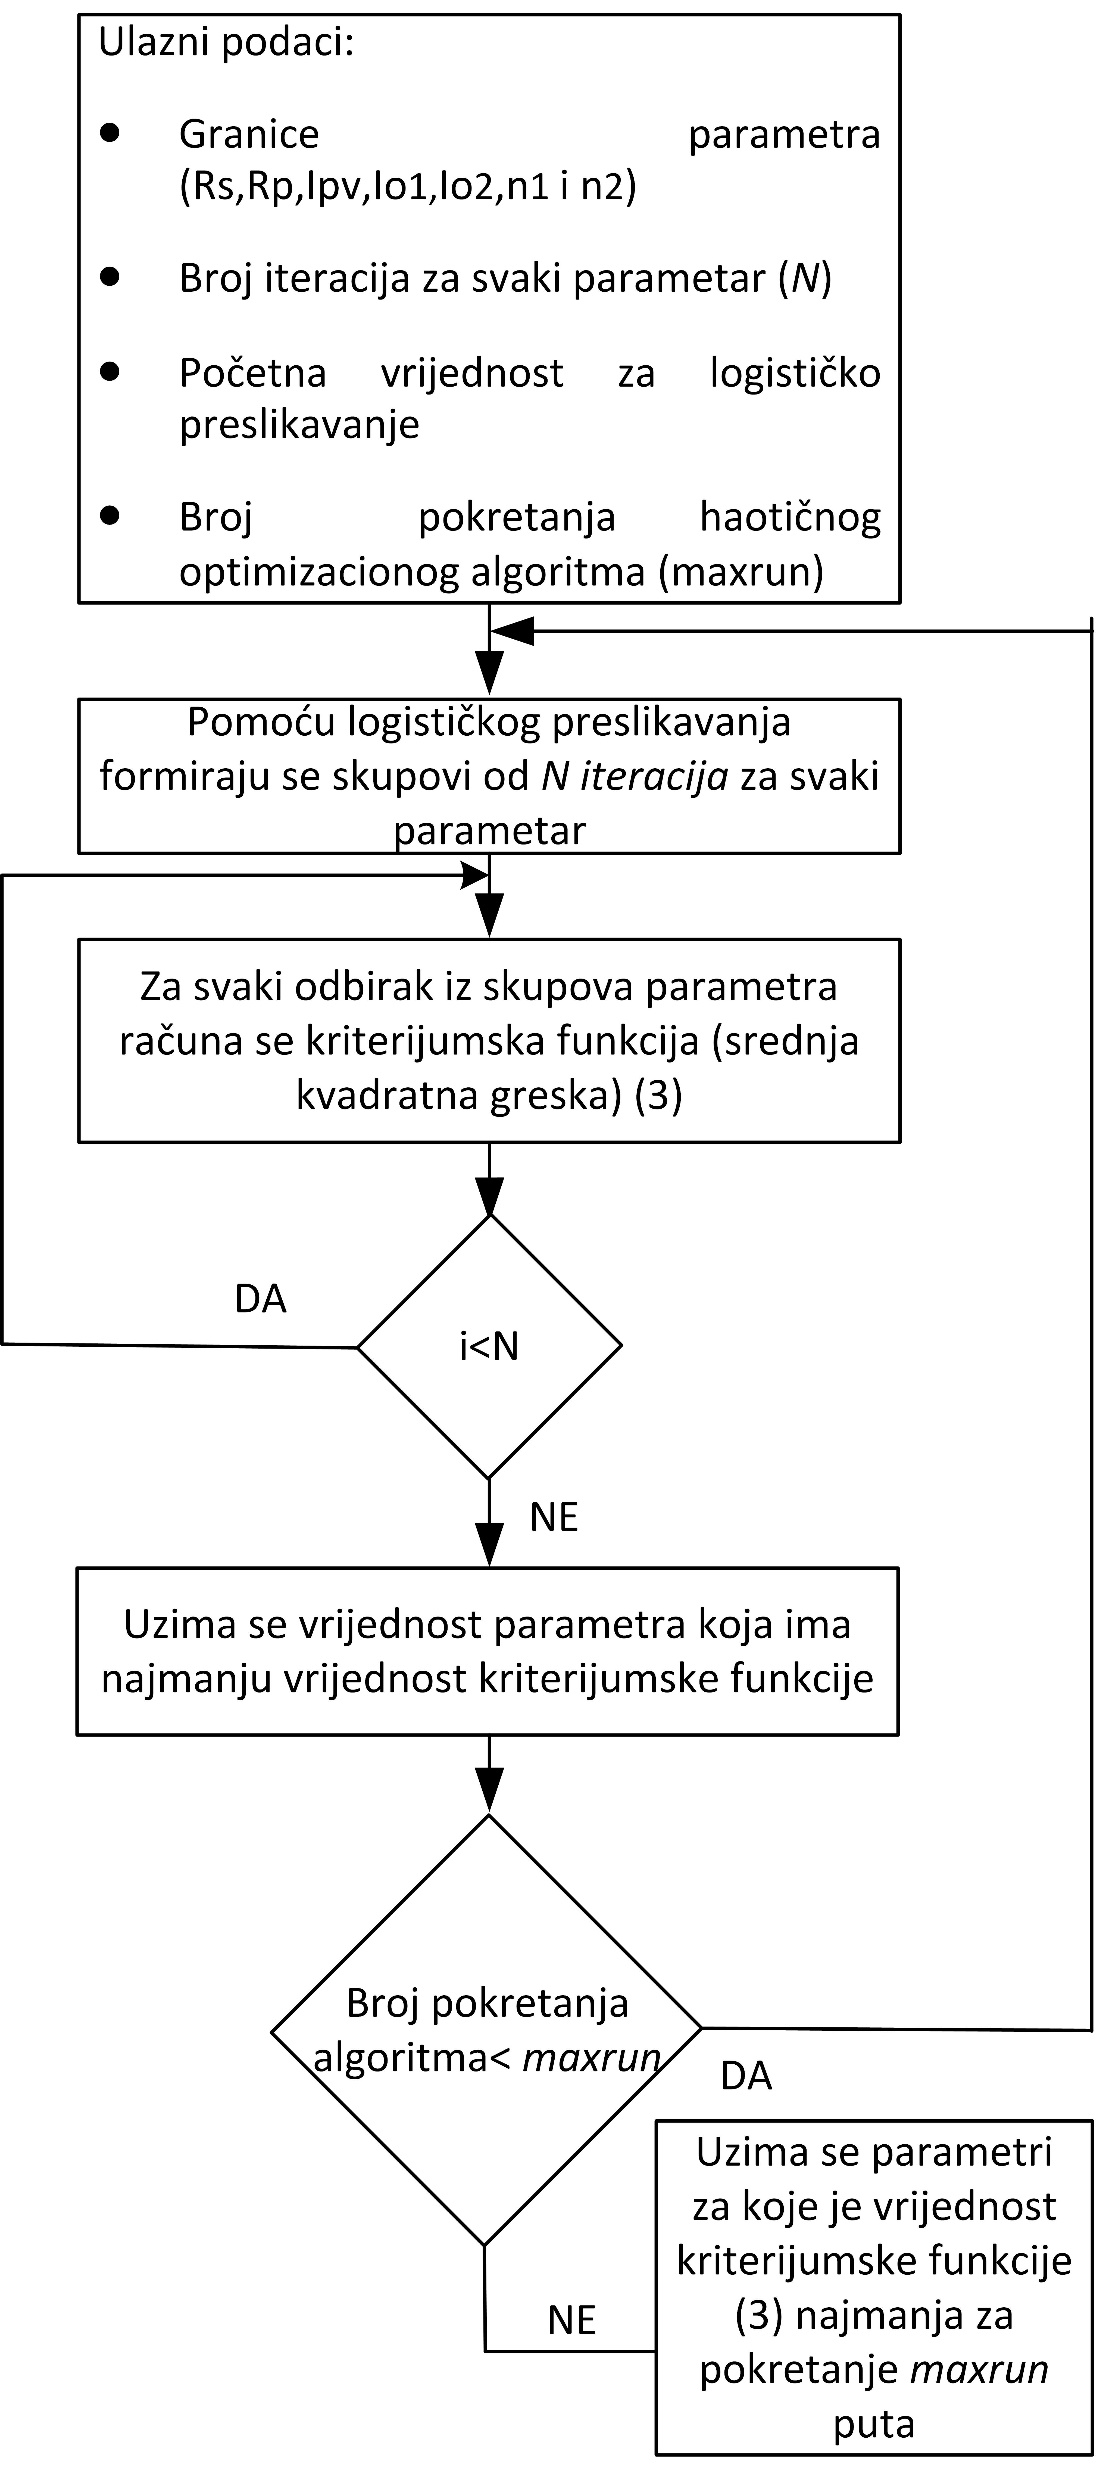 Ulazni podaci:
● Granice parametra
(Rs,Rp,Ipv,Io1,Io2,n1 i n2)
● Broj iteracija za svaki parametar (N)
● Početna vrijednost za logističko
preslikavanje
● Broj pokretanja haotičnog
optimizacionog algoritma (maxrun)
Pomoću logističkog preslikavanja
formiraju se skupovi od N iteracija za svaki
parametar
Za svaki odbirak iz skupova parametra
računa se kriterijumska funkcija (srednja
kvadratna greska) (3)
DA
i<N
NE
Uzima se vrijednost parametra koja ima
najmanju vrijednost kriterijumske funkcije
Broj pokretanja
algoritma< maxrun
DA
NE
Uzima se parametri
za koje je vrijednost
kriterijumske funkcije
(3) najmanja za
pokretanje maxrun
puta